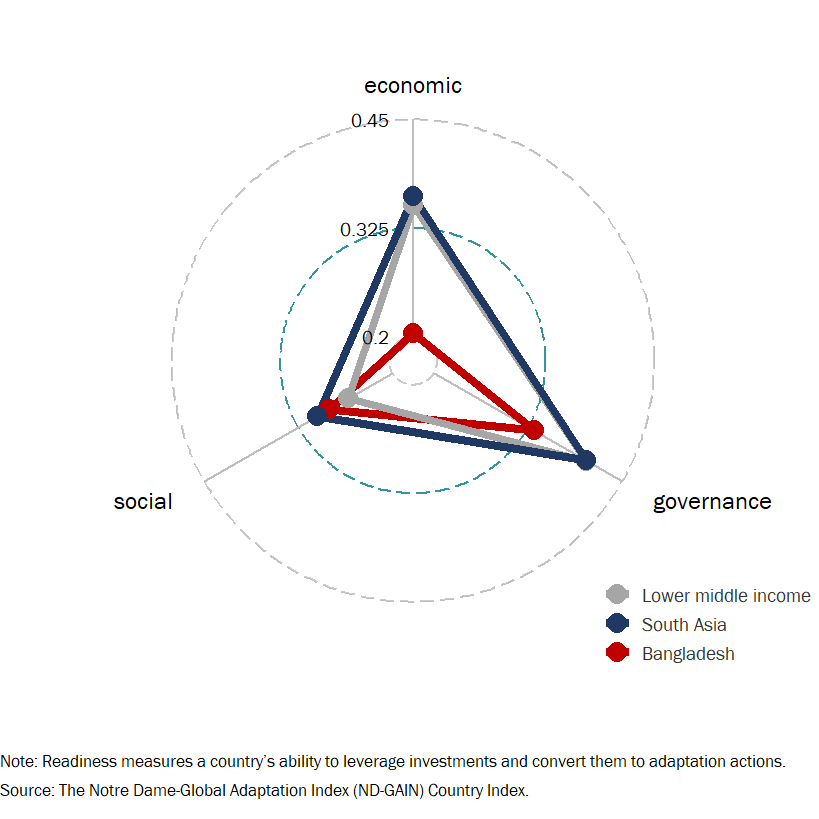 economic
0.45
0.325
0.2
social
governance
Lower middle income
South Asia
Bangladesh
Note: Readiness measures a country’s ability to leverage investments and convert them to adaptation actions.
Source: The Notre Dame-Global Adaptation Index (ND-GAIN) Country Index.